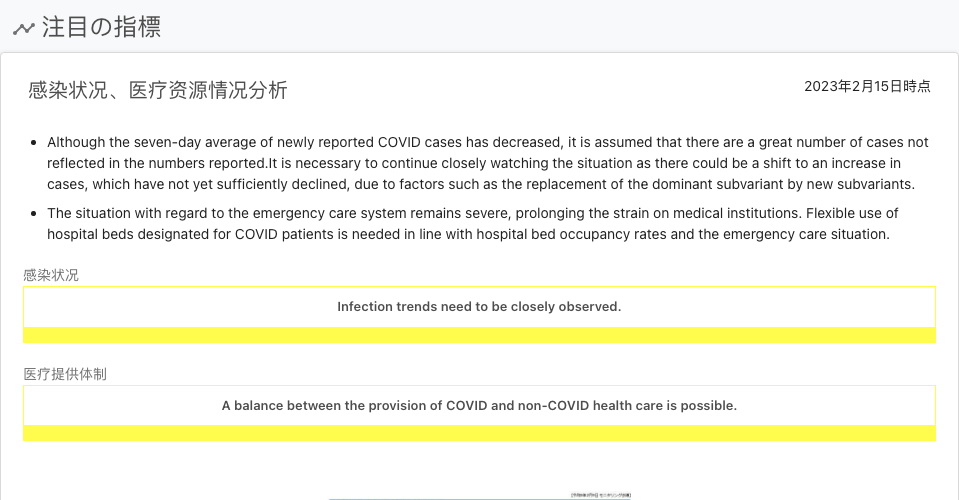 注目の指標
感染状况、医疗资源情况分析
2023年2月15日時点
Although the seven-day average of newly reported COVID cases has decreased, it is assumed that there are a great number of cases not
reflected in the numbers reported.It is necessary to continue closely watching the situation as there could be a shift to an increase in
cases, which have not yet sufficiently declined, due to factors such as the replacement of the dominant subvariant by new subvariants.
The situation with regard to the emergency care system remains severe, prolonging the strain on medical institutions. Flexible use of
hospital beds designated for COVID patients is needed in line with hospital bed occupancy rates and the emergency care situation.
感染状况
Infection trends need to be closely observed.
医疗提供体制
A balance between the provision of COVID and non-COVID health care is possible.